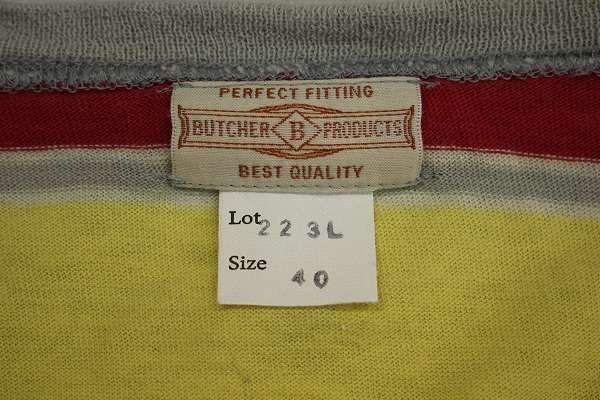 PERFECT FITTING
BUTCHER B PRODUCTS
BEST QUALITY
Lot 223L
Size 40